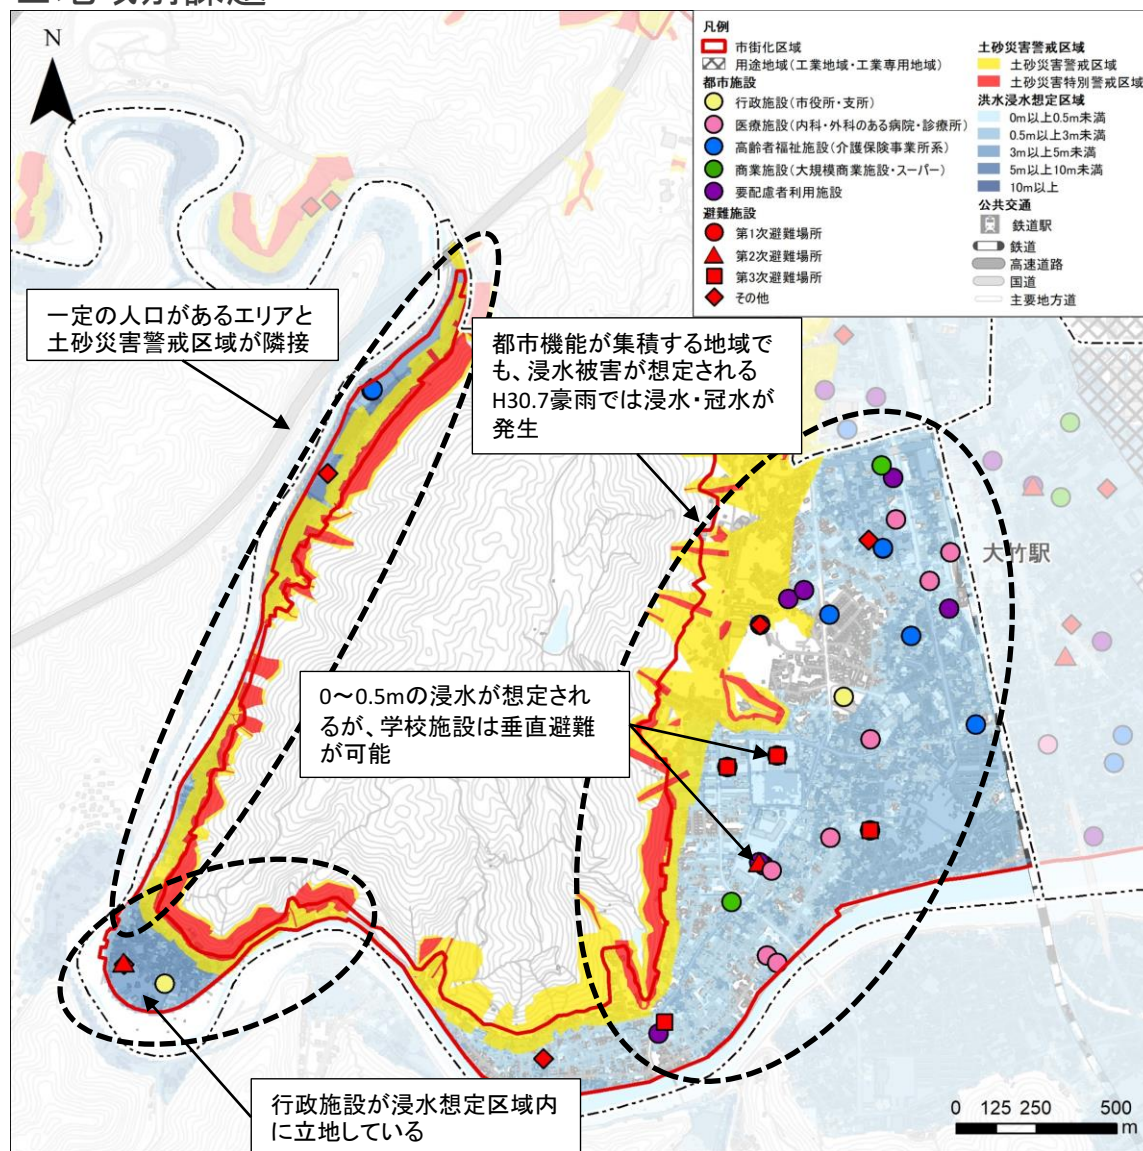 N
凡例
市街化区域
用途地域(工業地域・工業専用地域)
都市施設
行政施設(市役所・支所)
医療施設(内科・外科のある病院・診療所)
高齢者福祉施設(介護保険事業所系)
商業施設(大規模商業施設・スーパー)
要配慮者利用施設
避難施設
第1次避難場所
第2次避難場所
第3次避難場所
その他
土砂災害警戒区域
土砂災害警戒区域
土砂災害特別警戒区域
洪水浸水想定区域
0m以上0.5m未満
0.5m以上3m未満
3m以上5m未満
5m以上10m未満
10m以上
公共交通
鉄道駅
鉄道
高速道路
国道
主要地方道
一定の人口があるエリアと
土砂災害警戒区域が隣接
都市機能が集積する地域で
も、浸水被害が想定される
H30.7豪雨では浸水・冠水が
発生
大竹駅
0～0.5mの浸水が想定され
るが、学校施設は垂直避難
が可能
行政施設が浸水想定区域内
に立地している
0 125 250 500
m